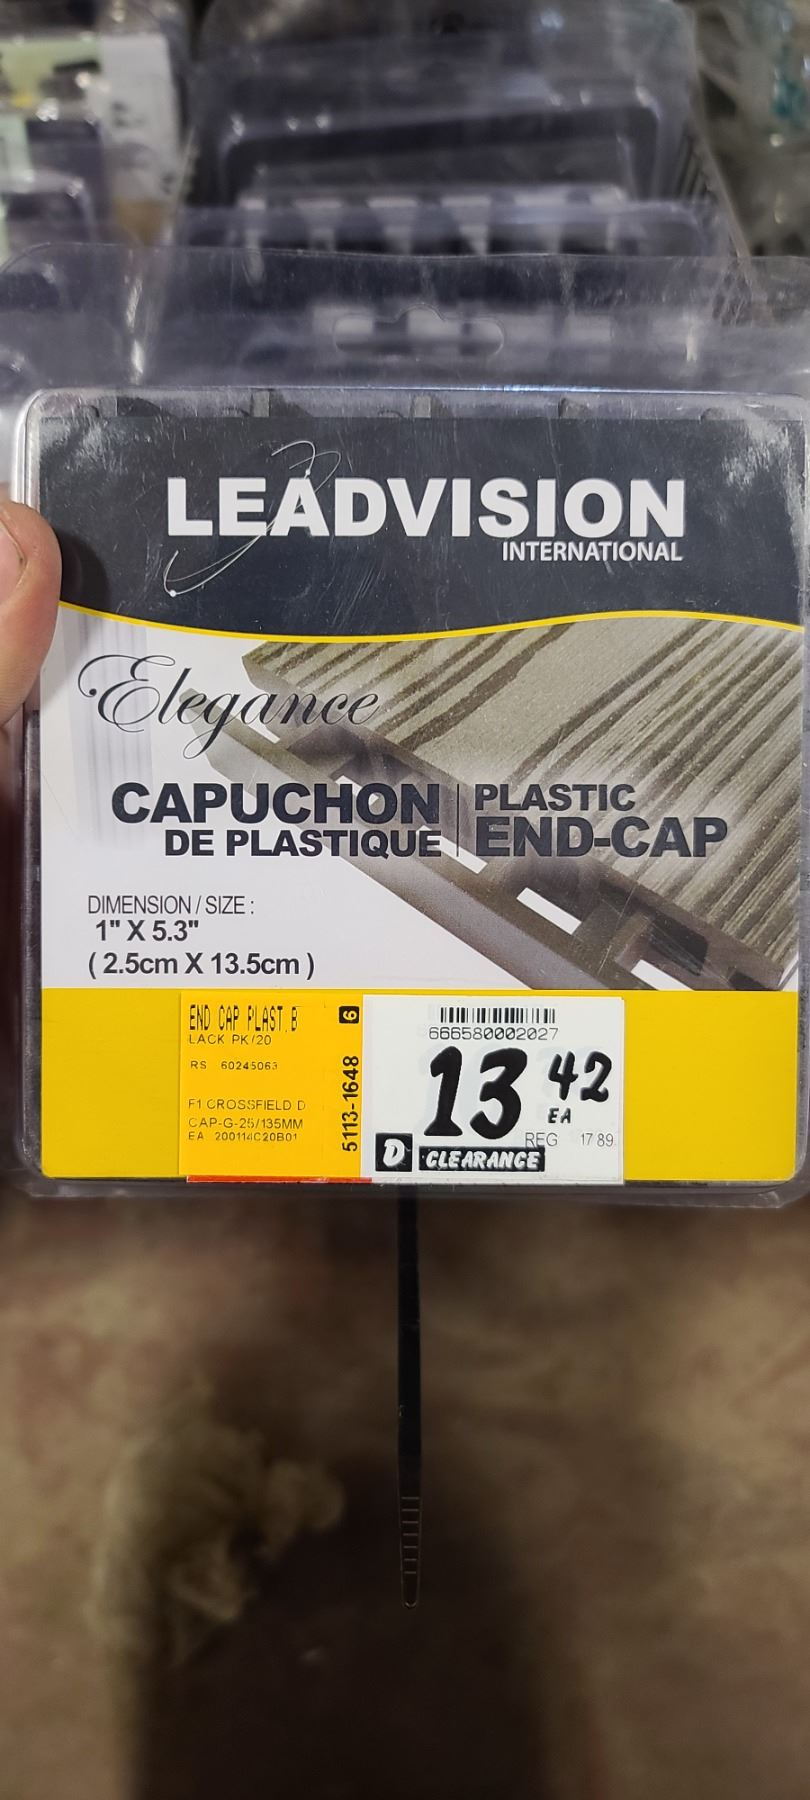 LEADVISION
INTERNATIONAL
Elegance
CAPUCHON
DE PLASTIQUE
PLASTIC
END-CAP
DIMENSION / SIZE :
1" X 5.3"
( 2.5cm X 13.5cm )
END CAP PLAST,B
LACK PK/20
RS 60245063
F1 CROSSFIELD D
CAP-G-25/135MM
EA 200114C20B01
6
5113-1648
666580002027
13 42
EA
REG 17 89
D CLEARANCE